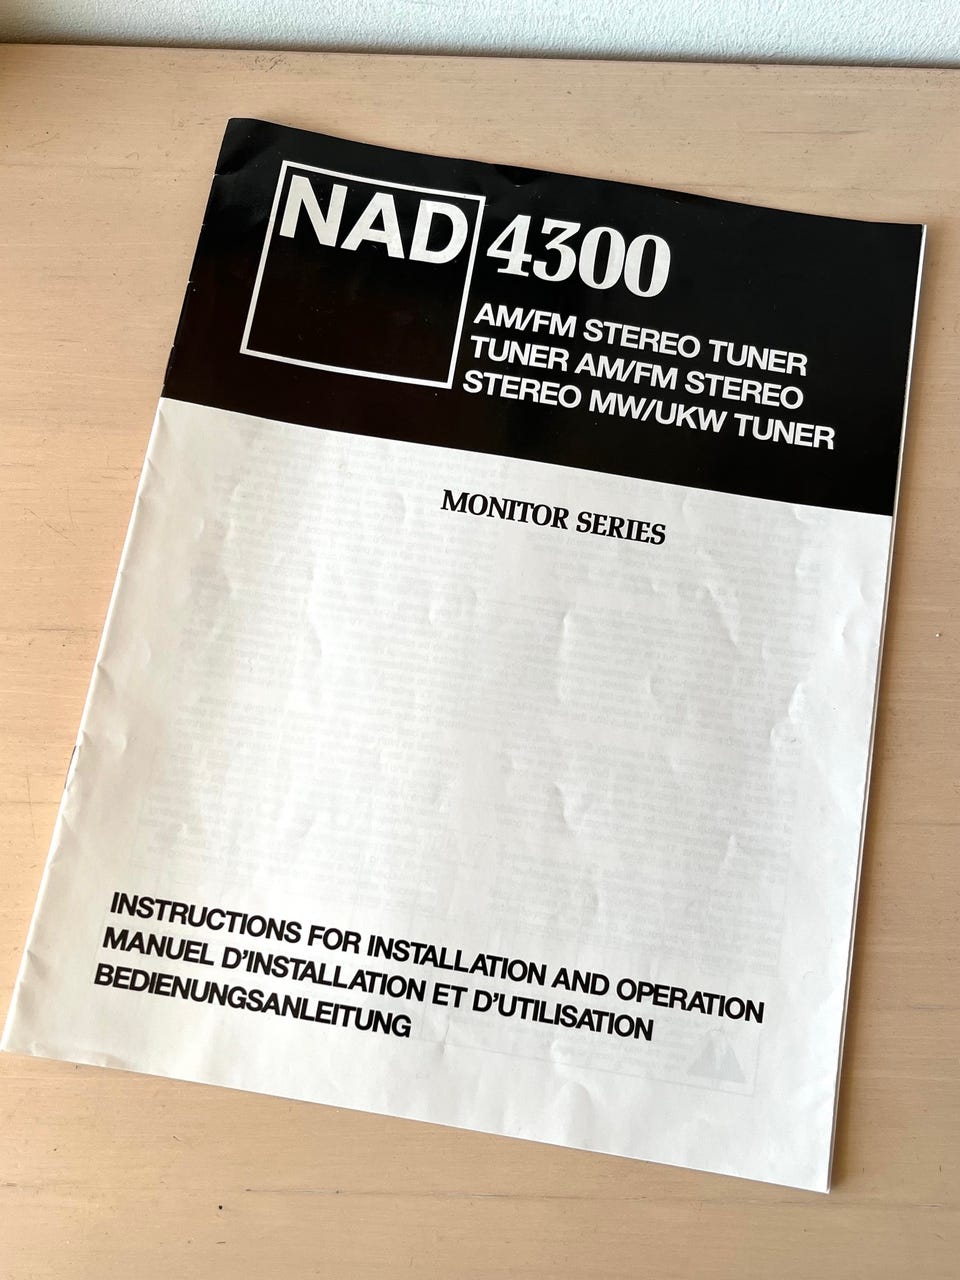 NAD 4300
AM/FM STEREO TUNER
TUNER AM/FM STEREO
STEREO MW/UKW TUNER
MONITOR SERIES
INSTRUCTIONS FOR INSTALLATION AND OPERATION
MANUEL D'INSTALLATION ET D'UTILISATION
BEDIENUNGSANLEITUNG